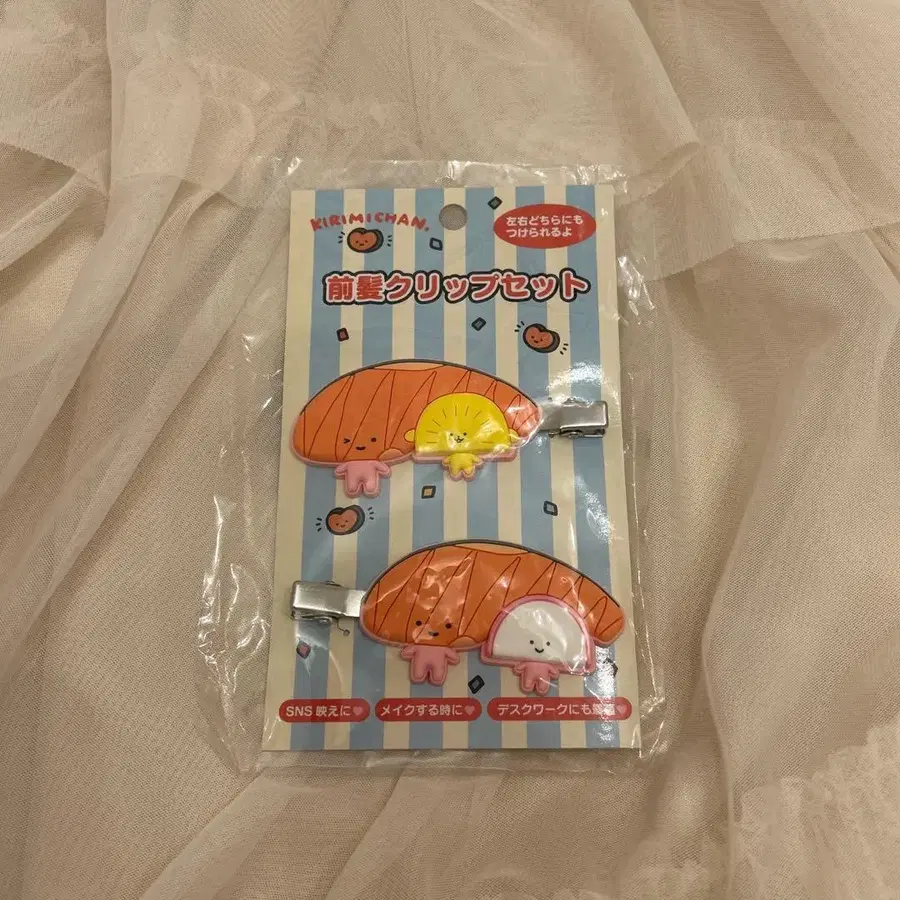 KIRIMICHAN.
左右どちらにも
つけられるよ
前髪クリップセット
SNS映えに♥
メイクする時に♥
デスクワークにも